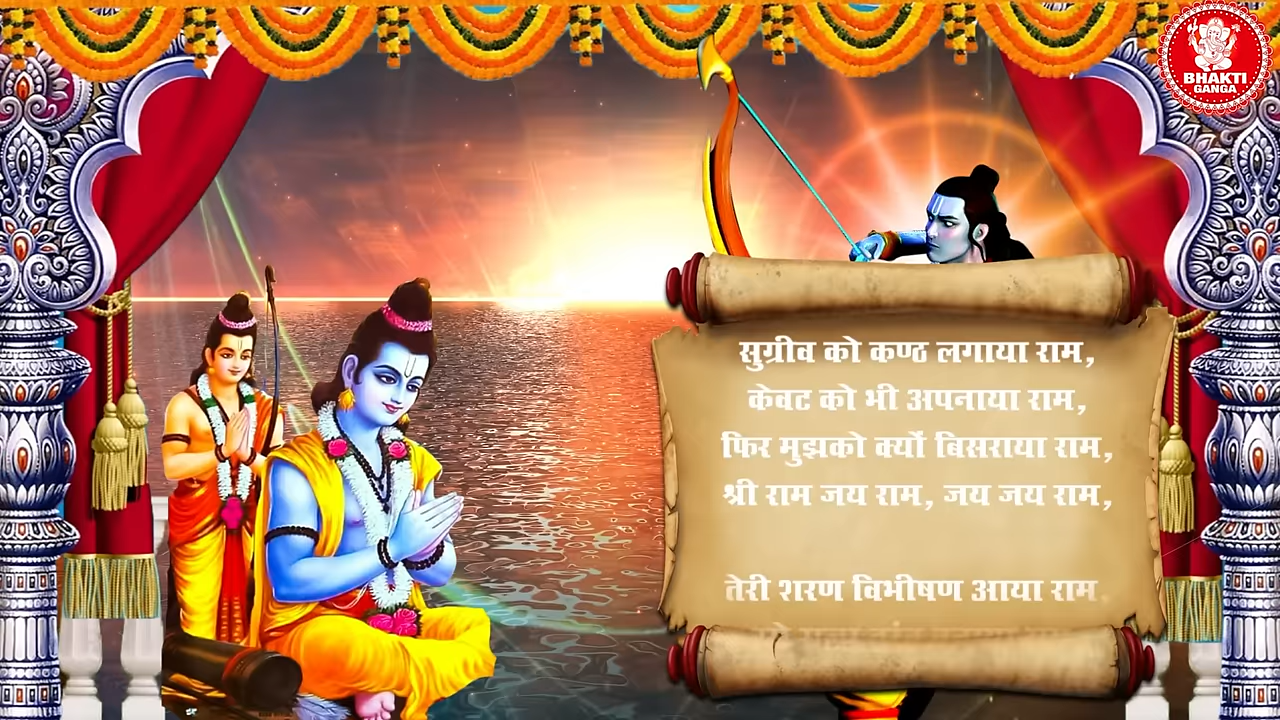 BHAKTI
GANGA
सुग्रीव को कण्ठ लगाया राम,
केवट को भी अपनाया राम,
फिर मुझको क्यों बिसराया राम,
श्री राम जय राम, जय जय राम,
तेरी शरण विभीषण आया राम,